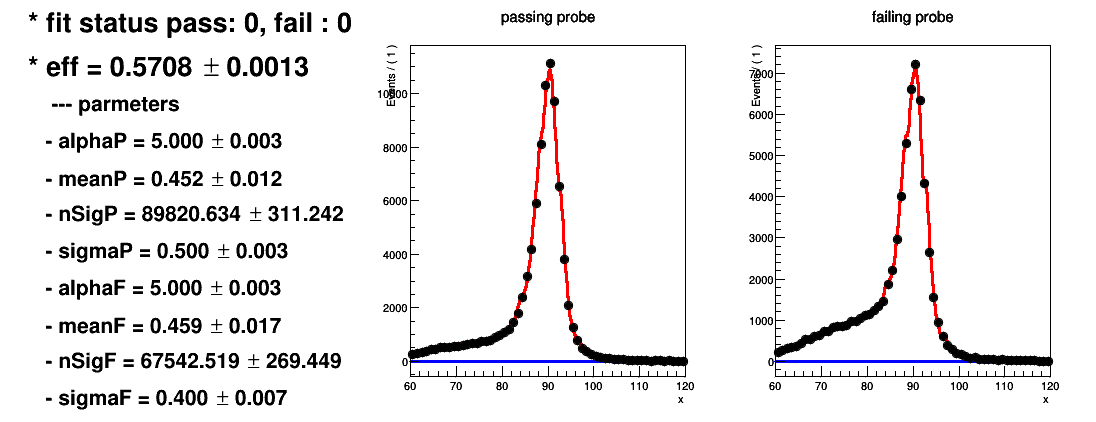 * fit status pass: 0, fail : 0
* eff = 0.5708 ± 0.0013
--- parmeters
- alphaP = 5.000 ± 0.003
- meanP = 0.452 ± 0.012
- nSigP = 89820.634 ± 311.242
- sigmaP = 0.500 ± 0.003
- alphaF = 5.000 ± 0.003
- meanF = 0.459 ± 0.017
- nSigF = 67542.519 ± 269.449
- sigmaF = 0.400 ± 0.007
passing probe
Events / ( 1 )
10000
8000
6000
4000
2000
0
60 70 80 90 100 110 120
x
failing probe
Events / ( 1 )
7000
6000
5000
4000
3000
2000
1000
0
60 70 80 90 100 110 120
x